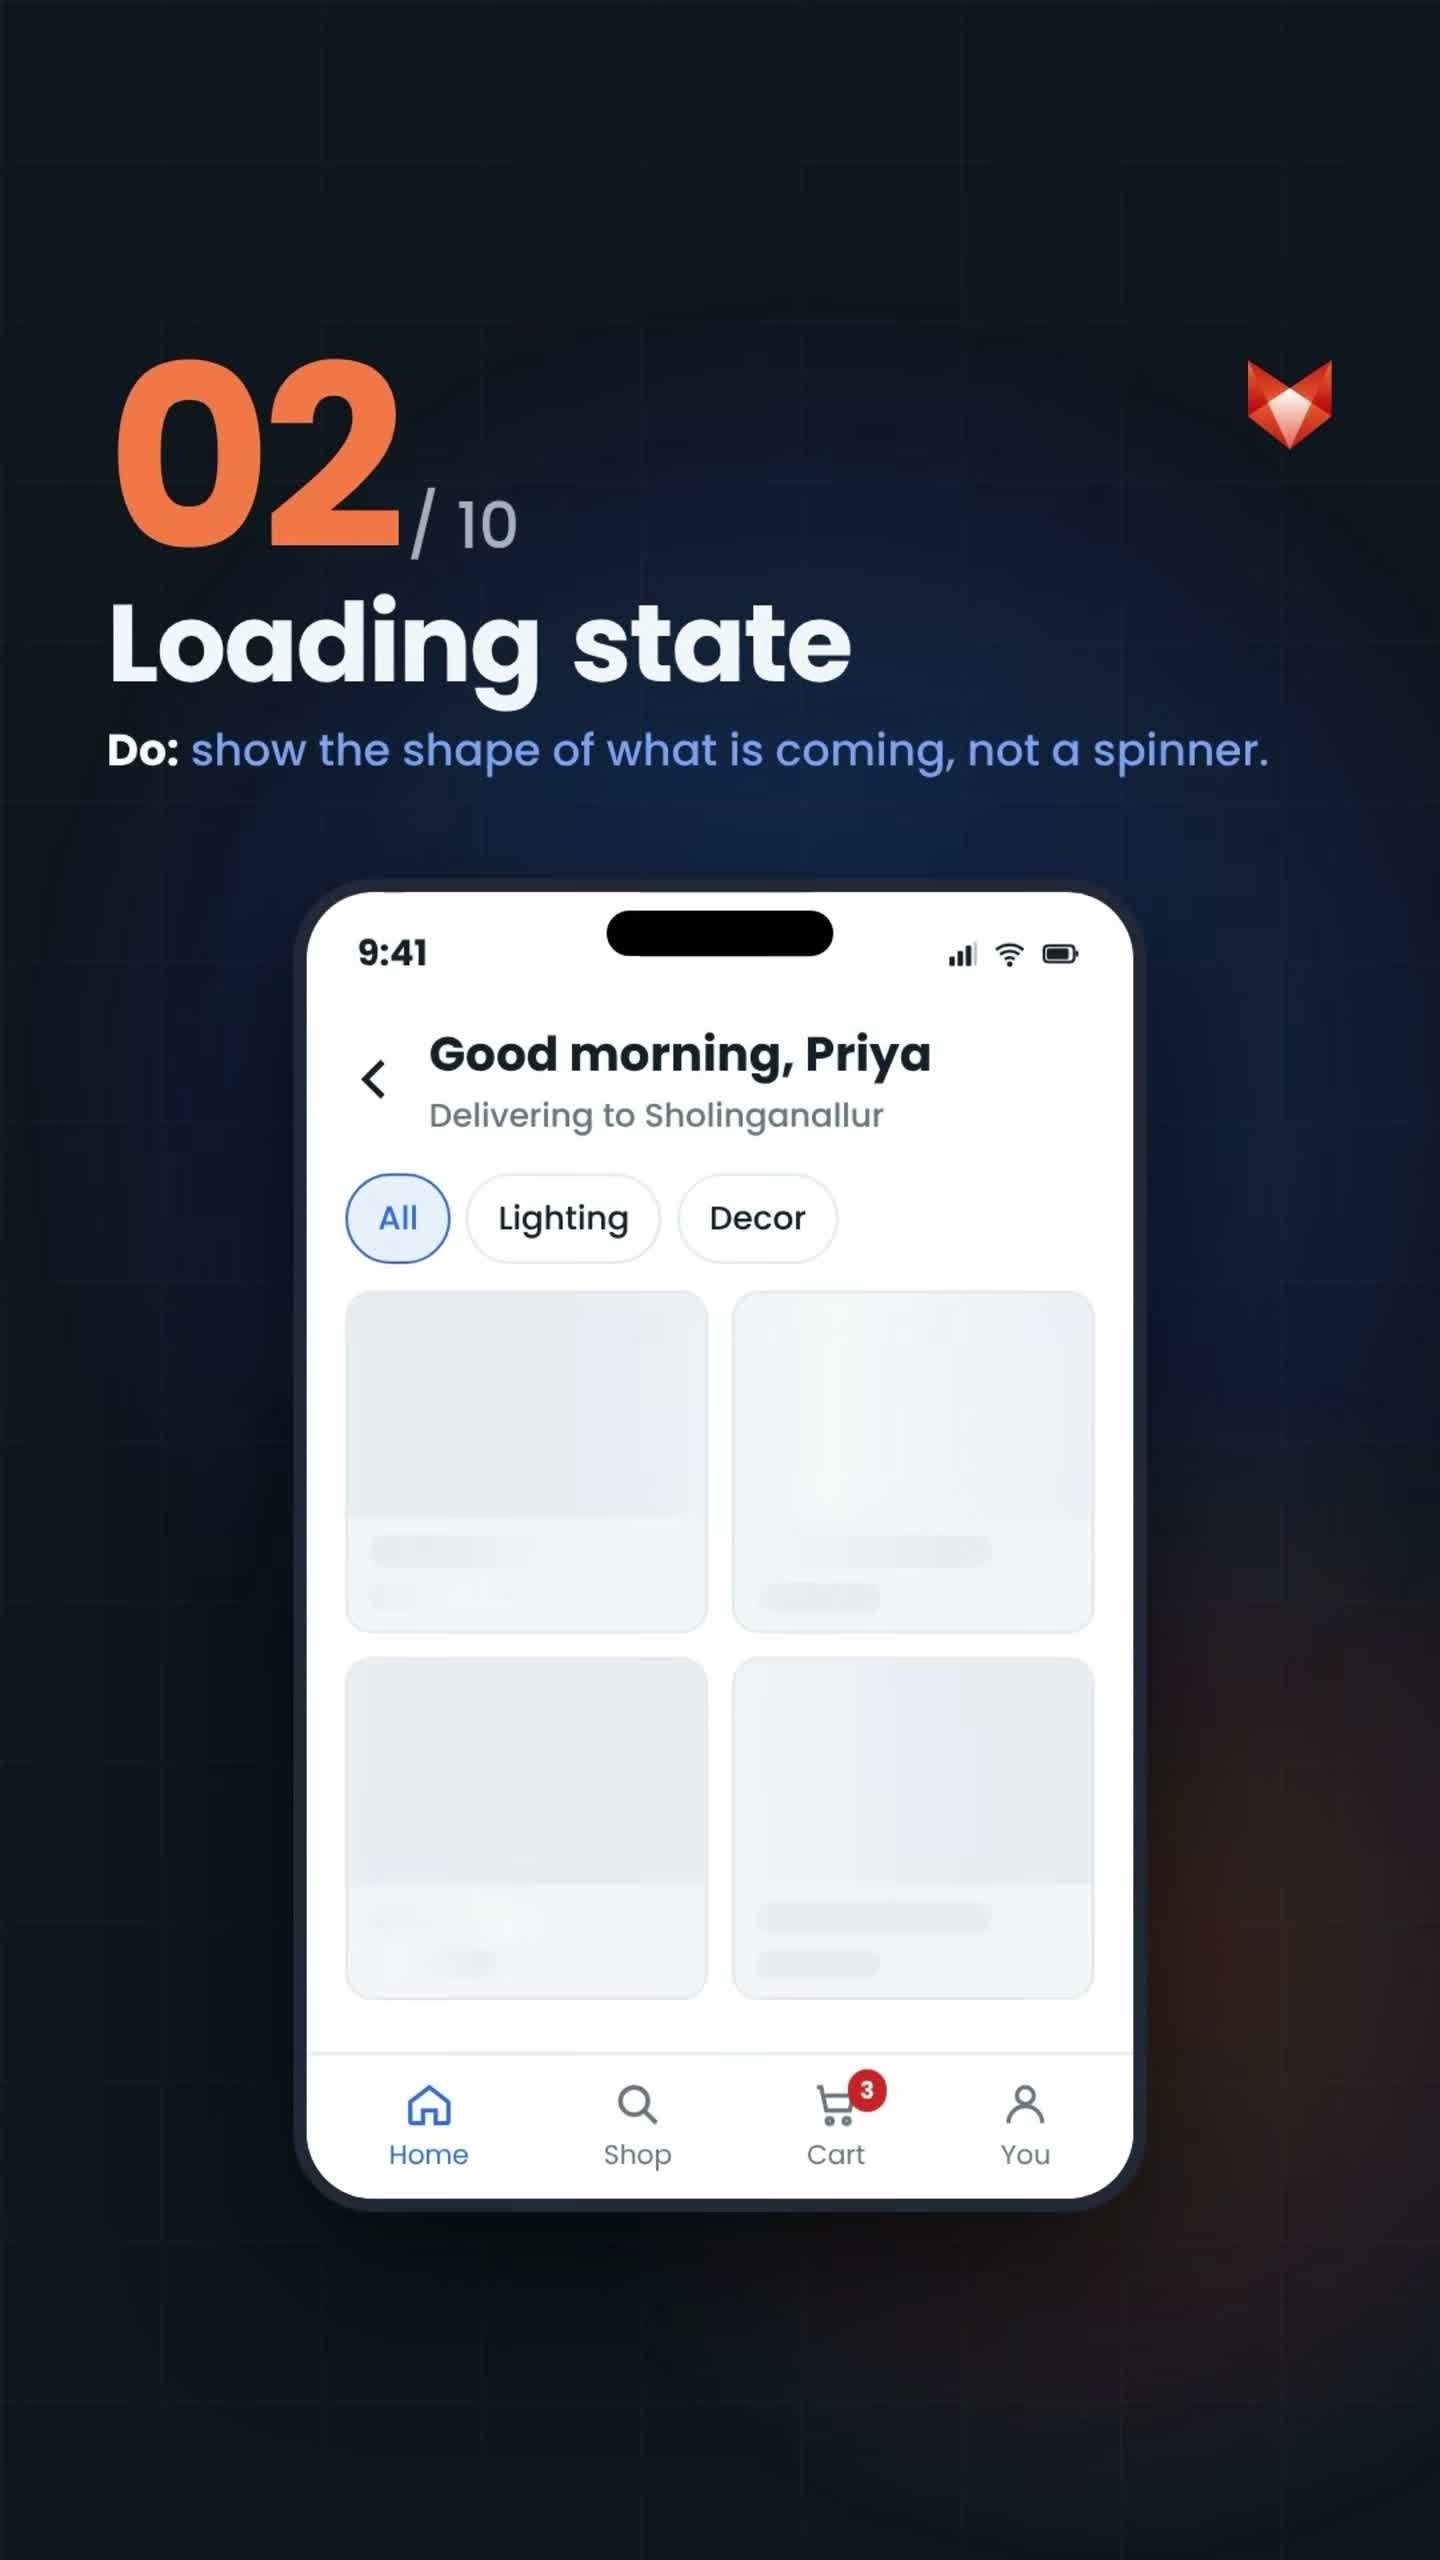 02 / 10
Loading state
Do: show the shape of what is coming, not a spinner.
9:41
Good morning, Priya
Delivering to Sholinganallur
All Lighting Decor
3
Home Shop Cart You